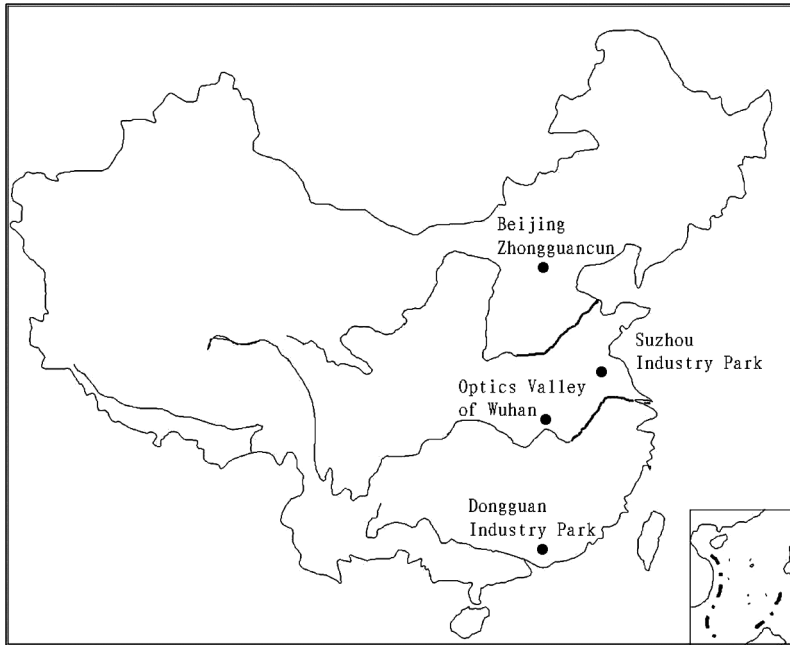 Beijing
Zhongguancun
Suzhou
Industry Park
Optics Valley
of Wuhan
Dongguan
Industry Park